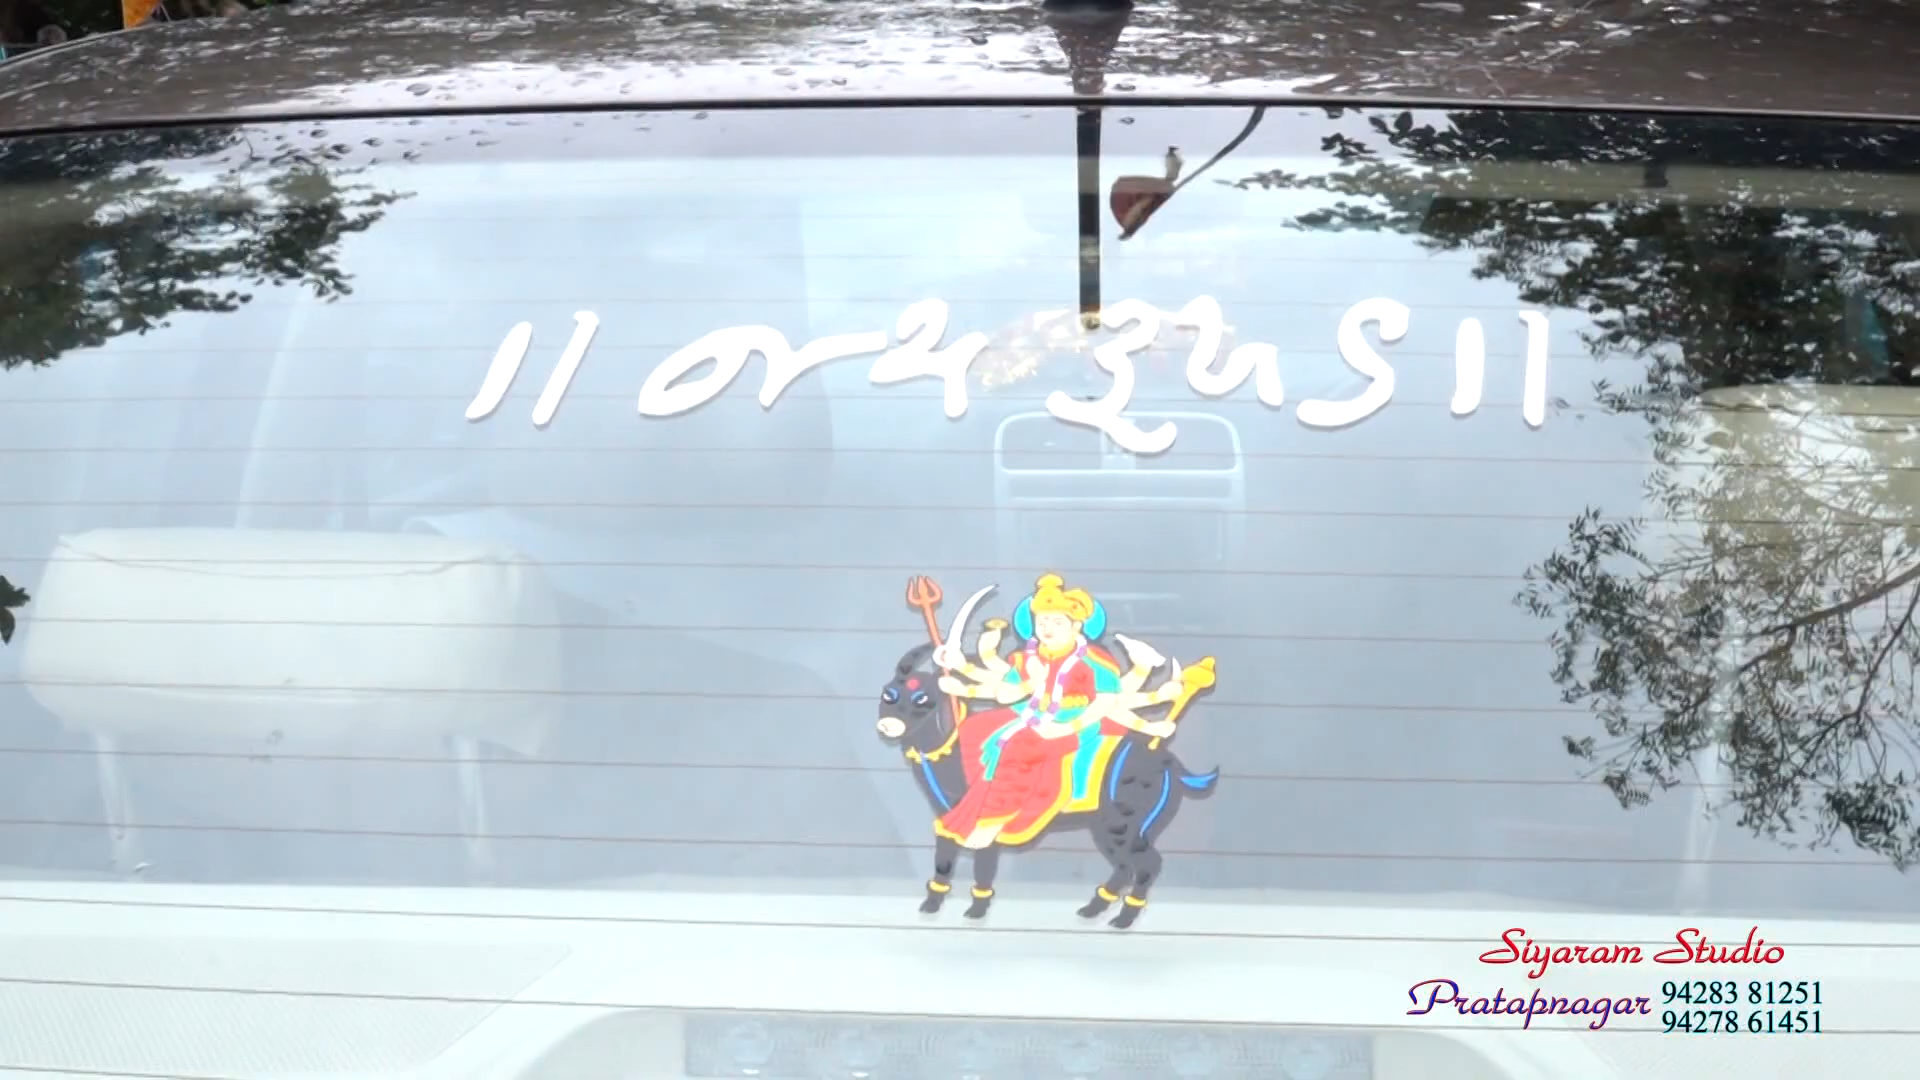 ॥ જય ॥
Siyaram Studio
Pratapnagar 94283 81251
94278 61451